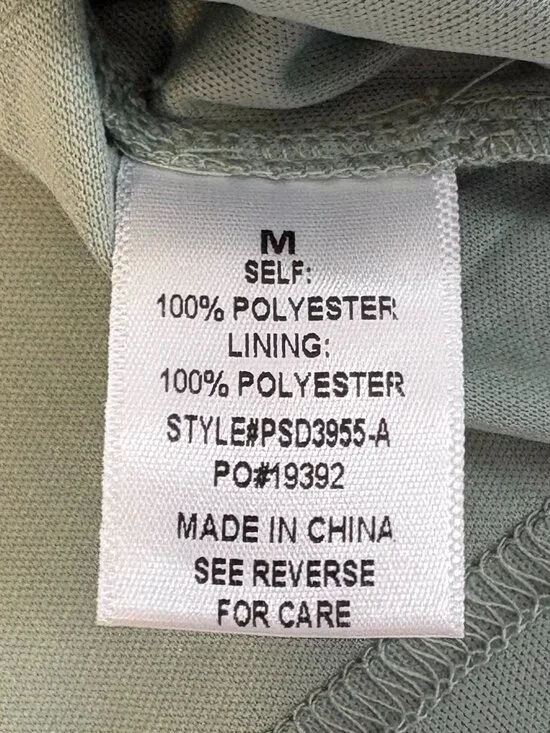 M
SELF:
100% POLYESTER
LINING:
100% POLYESTER
STYLE#PSD3955-A
PO#19392
MADE IN CHINA
SEE REVERSE
FOR CARE